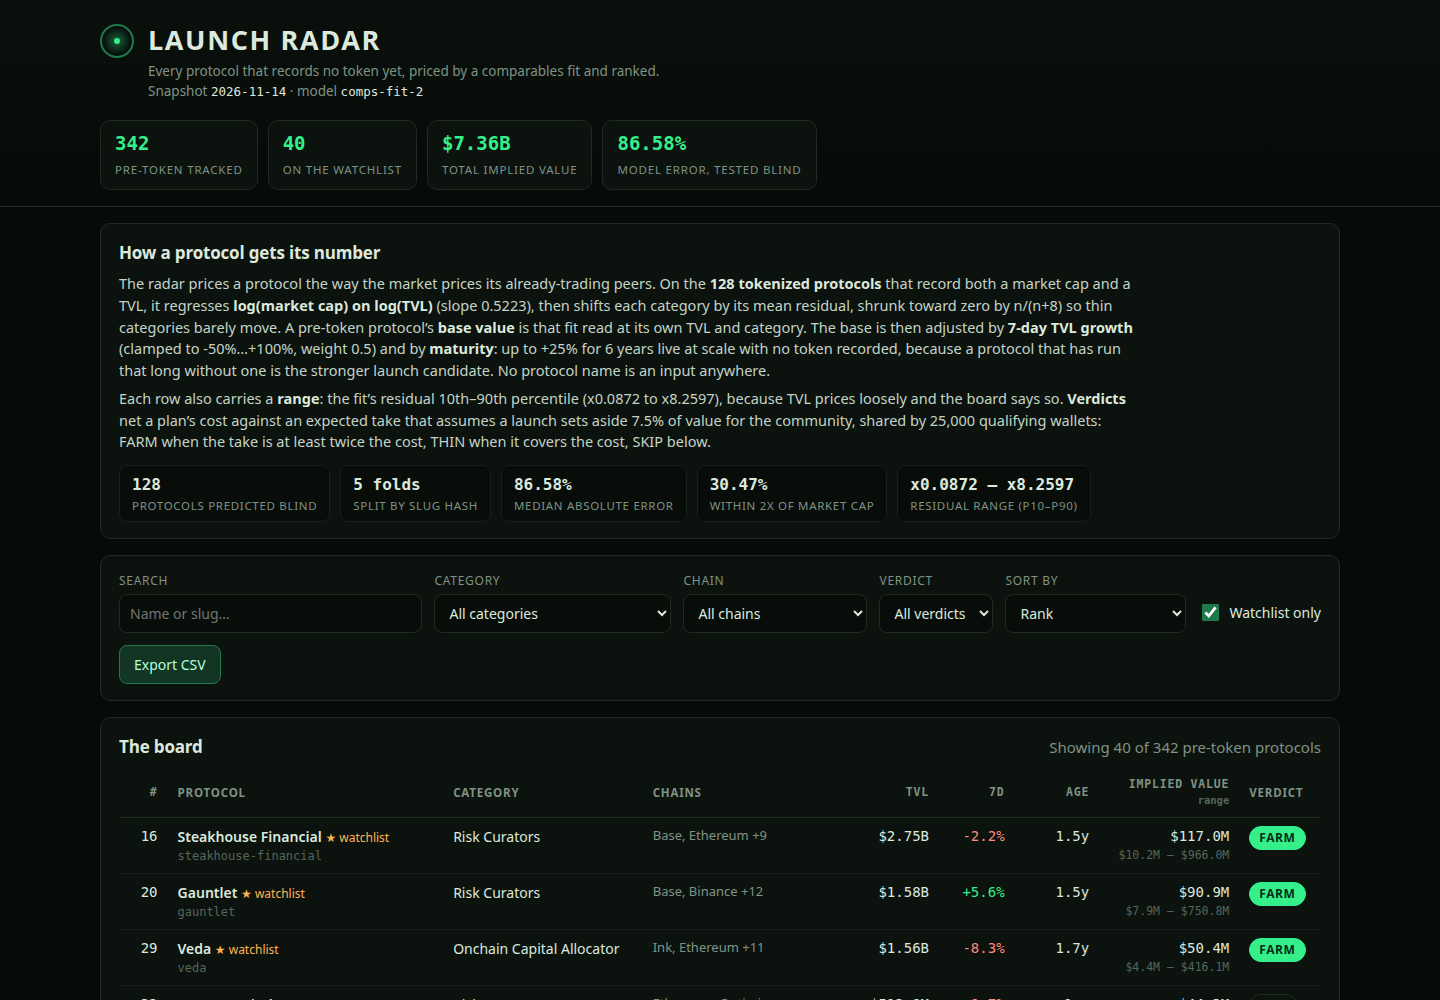 LAUNCH RADAR
Every protocol that records no token yet, priced by a comparables fit and ranked.
Snapshot 2026-11-14 · model comps-fit-2
342
PRE-TOKEN TRACKED
40
ON THE WATCHLIST
$7.36B
TOTAL IMPLIED VALUE
86.58%
MODEL ERROR, TESTED BLIND
How a protocol gets its number
The radar prices a protocol the way the market prices its already-trading peers. On the 128 tokenized protocols that record both a market cap and a
TVL, it regresses log(market cap) on log(TVL) (slope 0.5223), then shifts each category by its mean residual, shrunk toward zero by n/(n+8) so thin
categories barely move. A pre-token protocol's base value is that fit read at its own TVL and category. The base is then adjusted by 7-day TVL growth
(clamped to -50%…+100%, weight 0.5) and by maturity: up to +25% for 6 years live at scale with no token recorded, because a protocol that has run
that long without one is the stronger launch candidate. No protocol name is an input anywhere.
Each row also carries a range: the fit's residual 10th–90th percentile (x0.0872 to x8.2597), because TVL prices loosely and the board says so. Verdicts
net a plan's cost against an expected take that assumes a launch sets aside 7.5% of value for the community, shared by 25,000 qualifying wallets:
FARM when the take is at least twice the cost, THIN when it covers the cost, SKIP below.
128
PROTOCOLS PREDICTED BLIND
5 folds
SPLIT BY SLUG HASH
86.58%
MEDIAN ABSOLUTE ERROR
30.47%
WITHIN 2X OF MARKET CAP
x0.0872 — x8.2597
RESIDUAL RANGE (P10–P90)
SEARCH
Name or slug…
CATEGORY
All categories
CHAIN
All chains
VERDICT
All verdicts
SORT BY
Rank
Watchlist only
Export CSV
The board
Showing 40 of 342 pre-token protocols
# PROTOCOL CATEGORY CHAINS TVL 7D AGE IMPLIED VALUE range VERDICT
16 Steakhouse Financial ★ watchlist Risk Curators Base, Ethereum +9 $2.75B -2.2% 1.5y $117.0M FARM
steakhouse-financial $10.2M — $966.0M
20 Gauntlet ★ watchlist Risk Curators Base, Binance +12 $1.58B +5.6% 1.5y $90.9M FARM
gauntlet $7.9M — $750.8M
29 Veda ★ watchlist Onchain Capital Allocator Ink, Ethereum +11 $1.56B -8.3% 1.7y $50.4M FARM
veda $4.4M — $416.1M